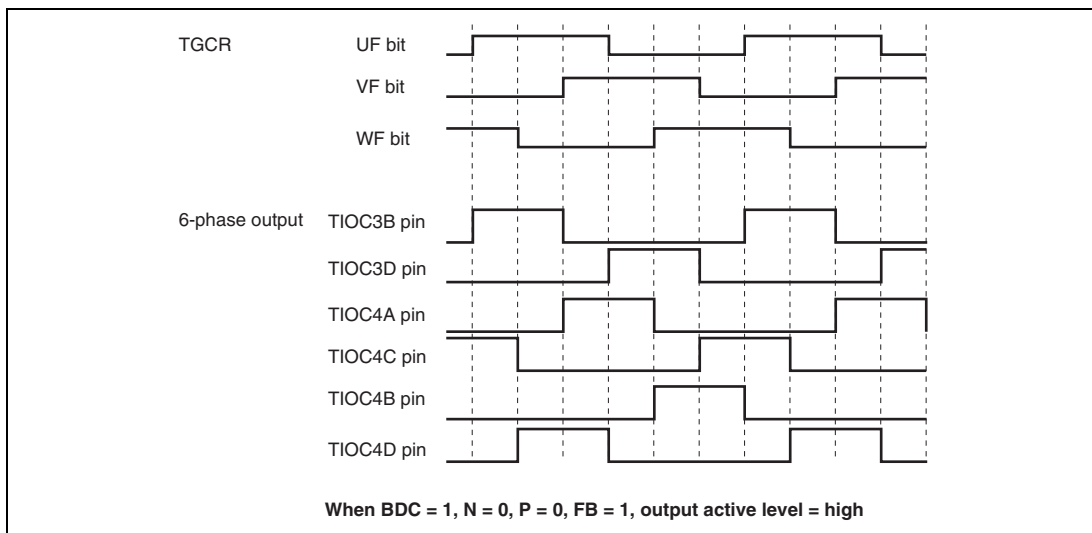 TGCR UF bit
VF bit
WF bit
6-phase output TIOC3B pin
TIOC3D pin
TIOC4A pin
TIOC4C pin
TIOC4B pin
TIOC4D pin
When BDC = 1, N = 0, P = 0, FB = 1, output active level = high